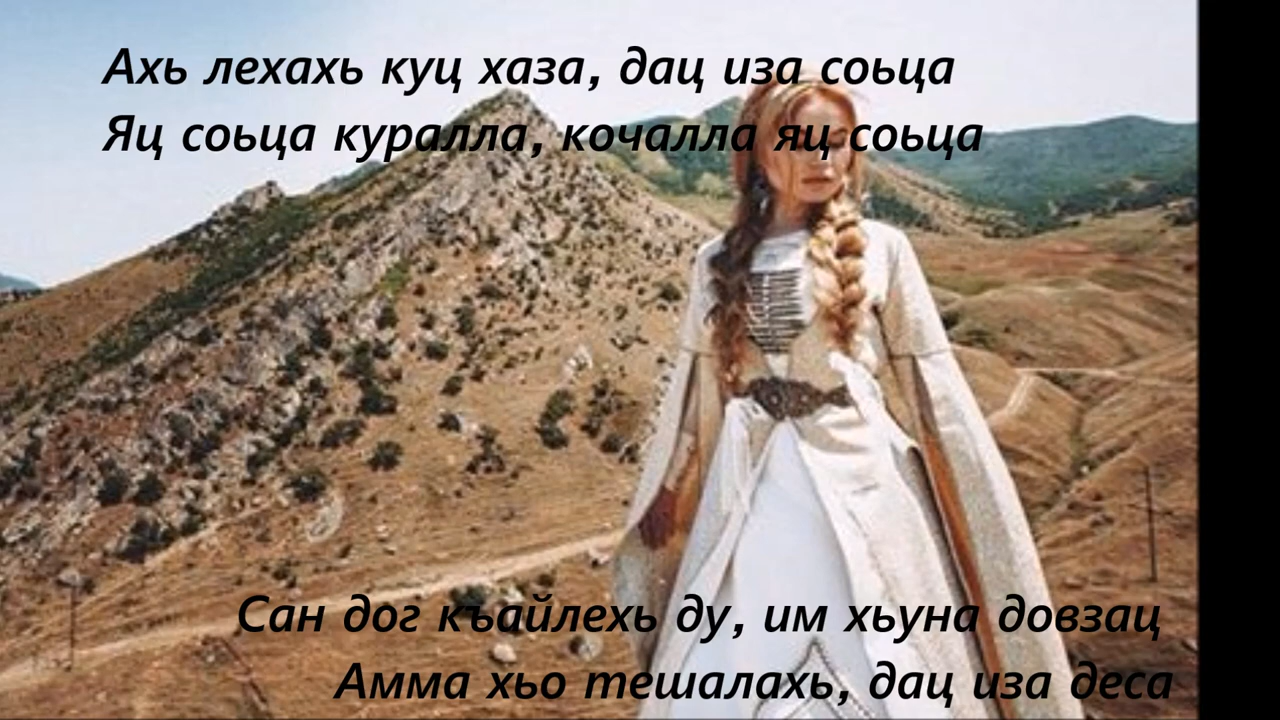 Ахь лехахь куц хаза, дац иза соьца
Яц соьца куралла, кочалла яц соьца
Сан дог къайлехь ду, им хьуна довзац
Амма хьо тешалахь, дац иза деса